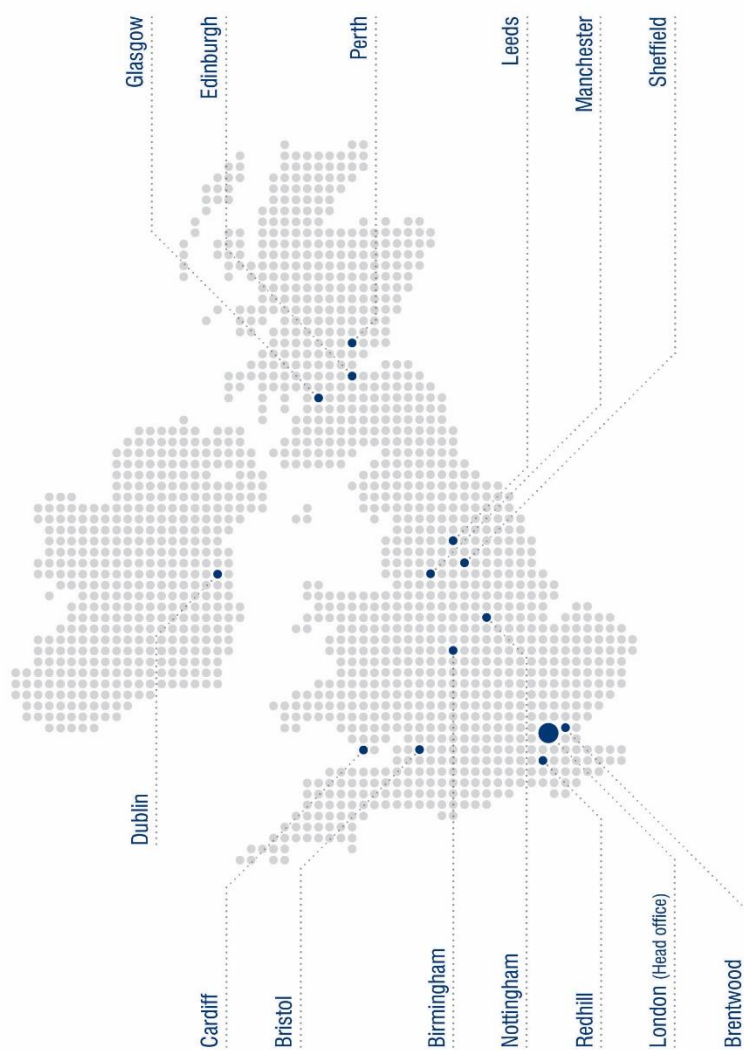 Glasgow
Edinburgh
Perth
Leeds
Manchester
Sheffield
Dublin
Cardiff
Bristol
Birmingham
Nottingham
Redhill
London (Head office)
Brentwood